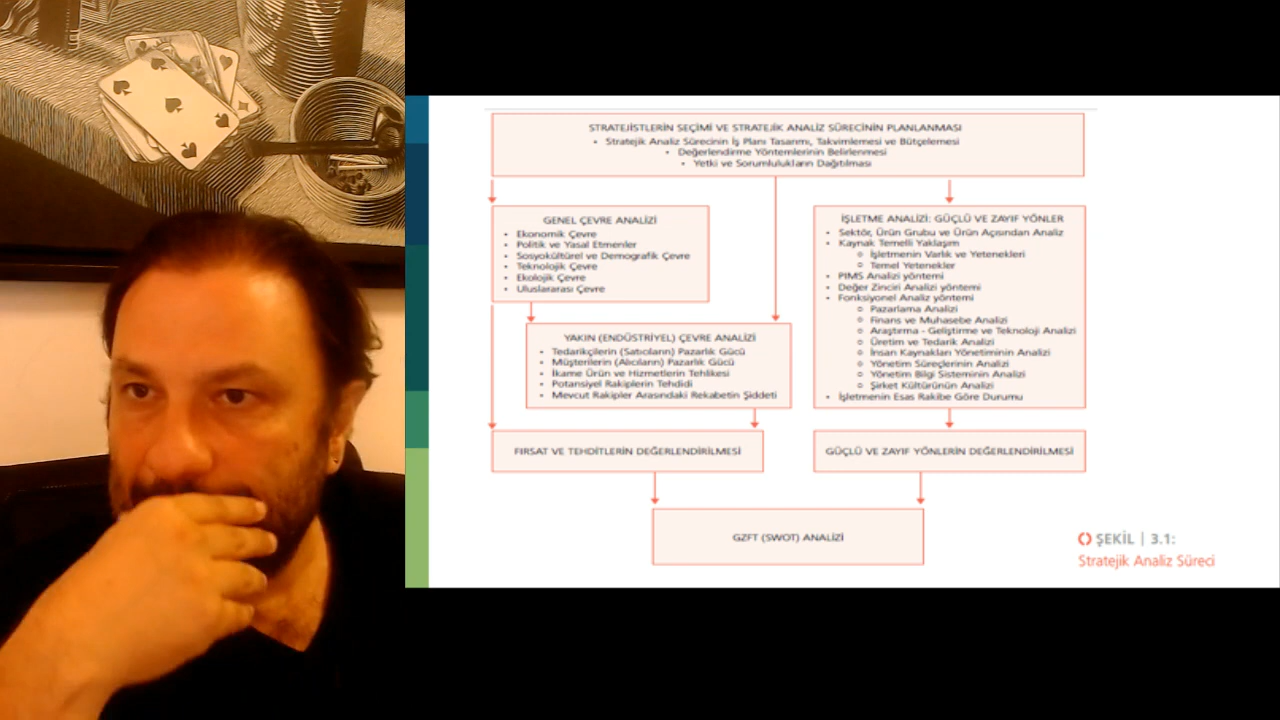 STRATEJİSTLERİN SEÇİMİ VE STRATEJİK ANALİZ SÜRECİNİN PLANLANMASI
• Stratejik Analiz Sürecinin İş Planı Tasarımı, Takvimlemesi ve Bütçelemesi
• Değerlendirme Yöntemlerinin Belirlenmesi
• Yetki ve Sorumlulukların Dağıtılması
GENEL ÇEVRE ANALİZİ
• Ekonomik Çevre
• Politik ve Yasal Etmenler
• Sosyokültürel ve Demografik Çevre
• Teknolojik Çevre
• Ekolojik Çevre
• Uluslararası Çevre
YAKIN (ENDÜSTRİYEL) ÇEVRE ANALİZİ
• Tedarikçilerin (Satıcıların) Pazarlık Gücü
• Müşterilerin (Alıcıların) Pazarlık Gücü
• İkame Ürün ve Hizmetlerin Tehlikesi
• Potansiyel Rakiplerin Tehdidi
• Mevcut Rakipler Arasındaki Rekabetin Şiddeti
İŞLETME ANALİZİ: GÜÇLÜ VE ZAYIF YÖNLER
• Sektör, Ürün Grubu ve Ürün Açısından Analiz
• Kaynak Temelli Yaklaşım
o İşletmenin Varlık ve Yetenekleri
o Temel Yetenekler
• PIMS Analizi yöntemi
• Değer Zinciri Analizi yöntemi
• Fonksiyonel Analiz yöntemi
o Pazarlama Analizi
o Finans ve Muhasebe Analizi
o Araştırma - Geliştirme ve Teknoloji Analizi
o Üretim ve Tedarik Analizi
o İnsan Kaynakları Yönetiminin Analizi
o Yönetim Süreçlerinin Analizi
o Yönetim Bilgi Sisteminin Analizi
o Şirket Kültürünün Analizi
• İşletmenin Esas Rakibe Göre Durumu
FIRSAT VE TEHDİTLERİN DEĞERLENDİRİLMESİ
GÜÇLÜ VE ZAYIF YÖNLERİN DEĞERLENDİRİLMESİ
GZFT (SWOT) ANALİZİ
ŞEKİL | 3.1:
Stratejik Analiz Süreci